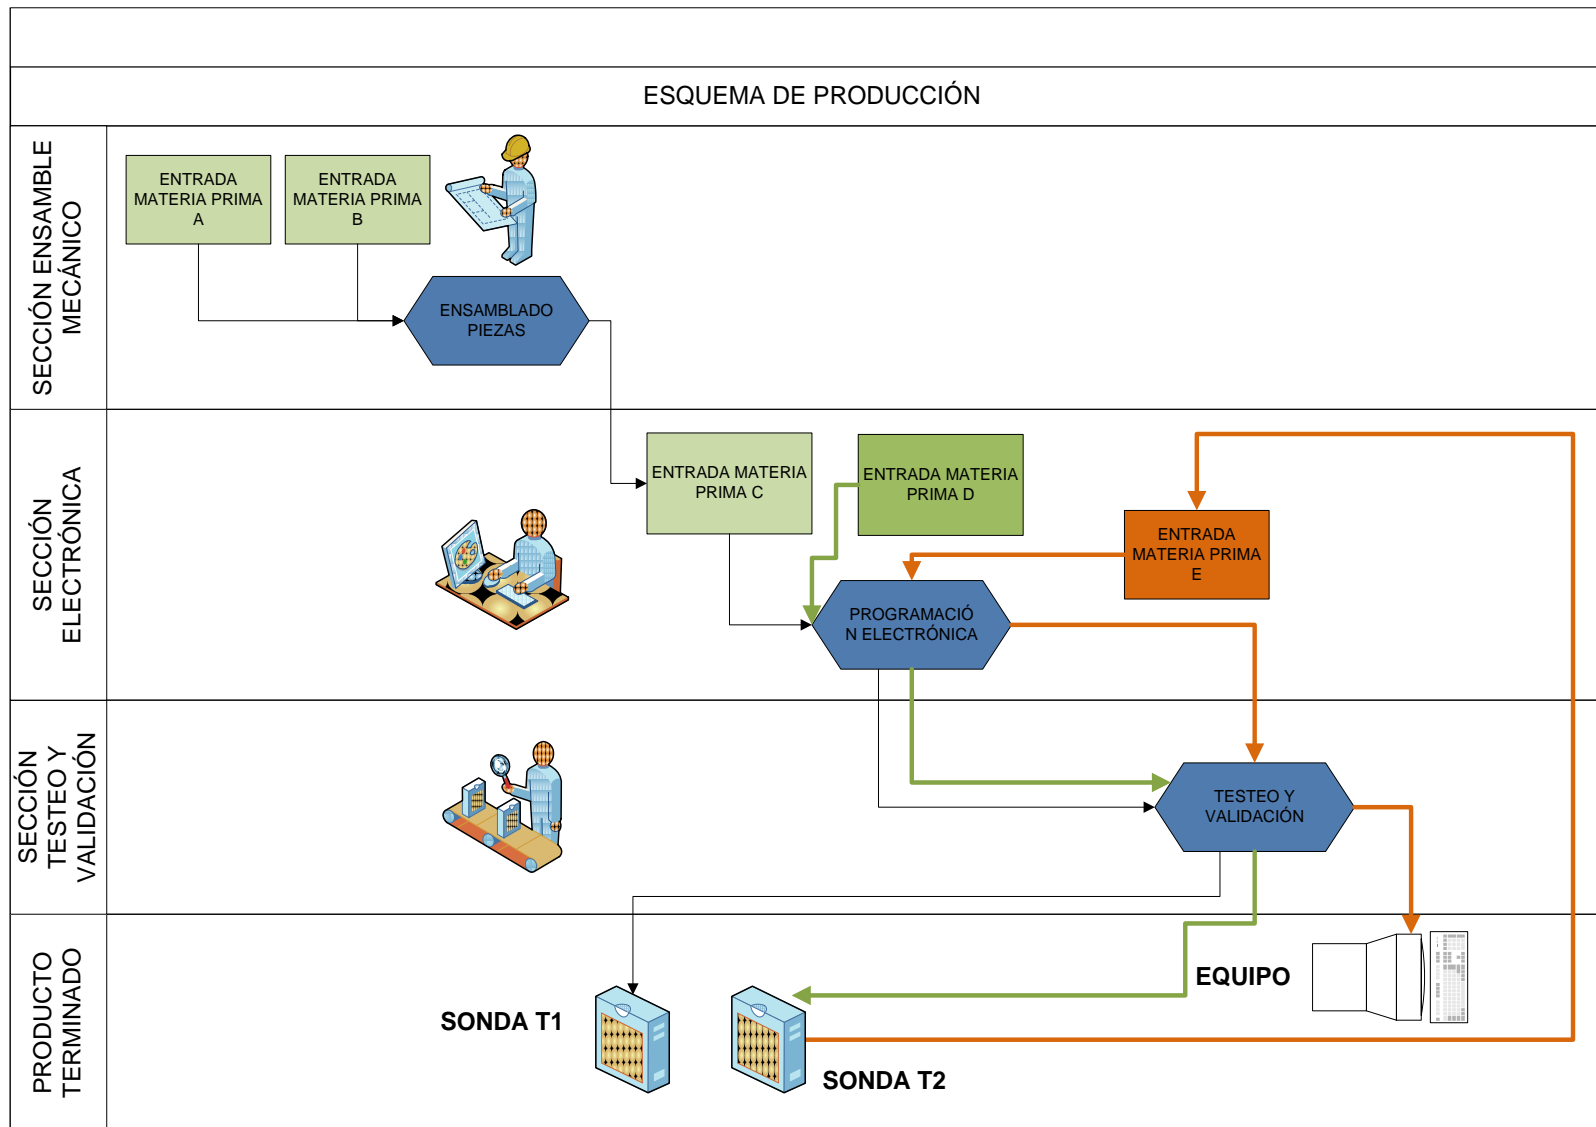 ESQUEMA DE PRODUCCIÓN
SECCIÓN ENSAMBLE
MECÁNICO
ENTRADA
MATERIA PRIMA
A
ENTRADA
MATERIA PRIMA
B
ENSAMBLADO
PIEZAS
SECCIÓN
ELECTRÓNICA
ENTRADA MATERIA
PRIMA C
ENTRADA MATERIA
PRIMA D
ENTRADA
MATERIA PRIMA
E
PROGRAMACIÓ
N ELECTRÓNICA
SECCIÓN
TESTEO Y
VALIDACIÓN
TESTEO Y
VALIDACIÓN
PRODUCTO
TERMINADO
SONDA T1
SONDA T2
EQUIPO